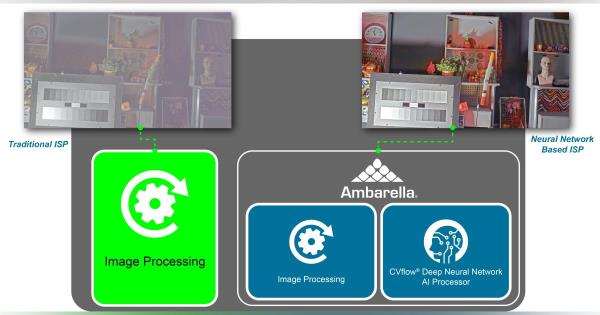 Traditional ISP
Neural Network
Based ISP
Ambarella®
Image Processing
Image Processing
CVflow® Deep Neural Network
AI Processor